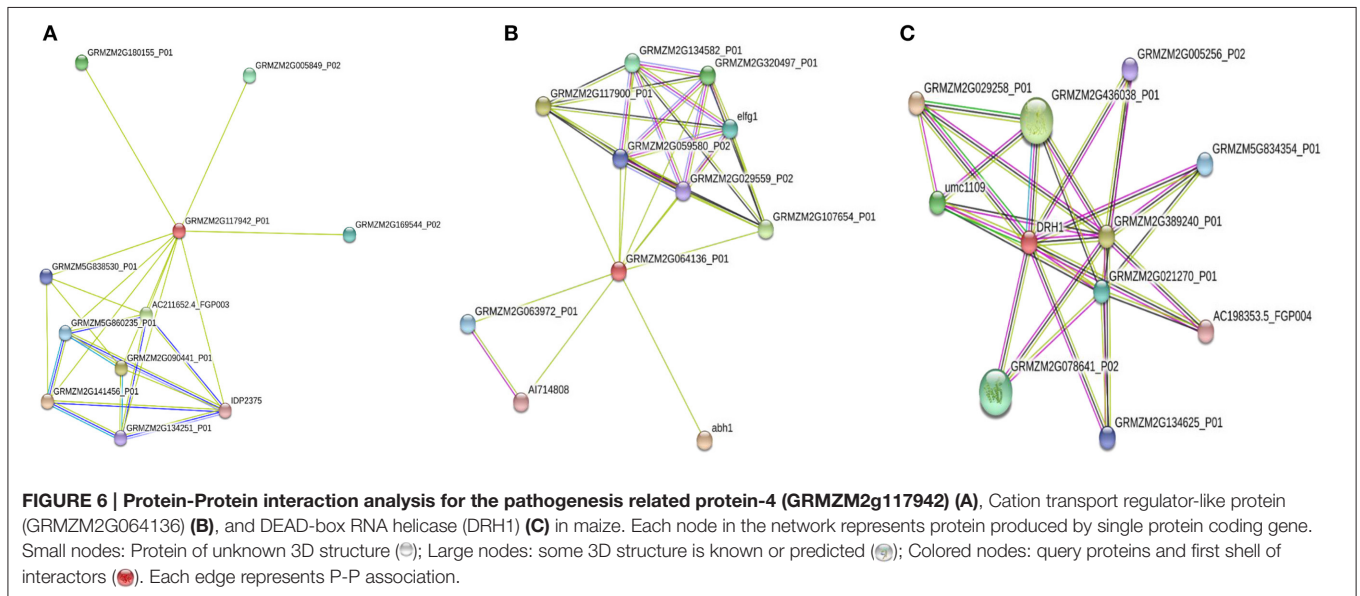 A
GRMZM2G180155_P01
GRMZM2G005849_P02
GRMZM2G117942_P01
GRMZM2G169544_P02
GRMZM5G838530_P01
AC211652.4_FGP003
GRMZM5G860235_P01
GRMZM2G090441_P01
GRMZM2G141456_P01
IDP2375
GRMZM2G134251_P01
B
GRMZM2G134582_P01
GRMZM2G320497_P01
GRMZM2G117900_P01
elfg1
GRMZM2G059580_P02
GRMZM2G029559_P02
GRMZM2G107654_P01
GRMZM2G064136_P01
GRMZM2G063972_P01
AI714808
abh1
C
GRMZM2G005256_P02
GRMZM2G029258_P01
GRMZM2G436038_P01
GRMZM5G834354_P01
umc1109
DRH1
GRMZM2G389240_P01
GRMZM2G021270_P01
AC198353.5_FGP004
GRMZM2G078641_P02
GRMZM2G134625_P01
FIGURE 6 | Protein-Protein interaction analysis for the pathogenesis related protein-4 (GRMZM2g117942) (A), Cation transport regulator-like protein
(GRMZM2G064136) (B), and DEAD-box RNA helicase (DRH1) (C) in maize. Each node in the network represents protein produced by single protein coding gene.
Small nodes: Protein of unknown 3D structure (); Large nodes: some 3D structure is known or predicted (); Colored nodes: query proteins and first shell of
interactors (). Each edge represents P-P association.